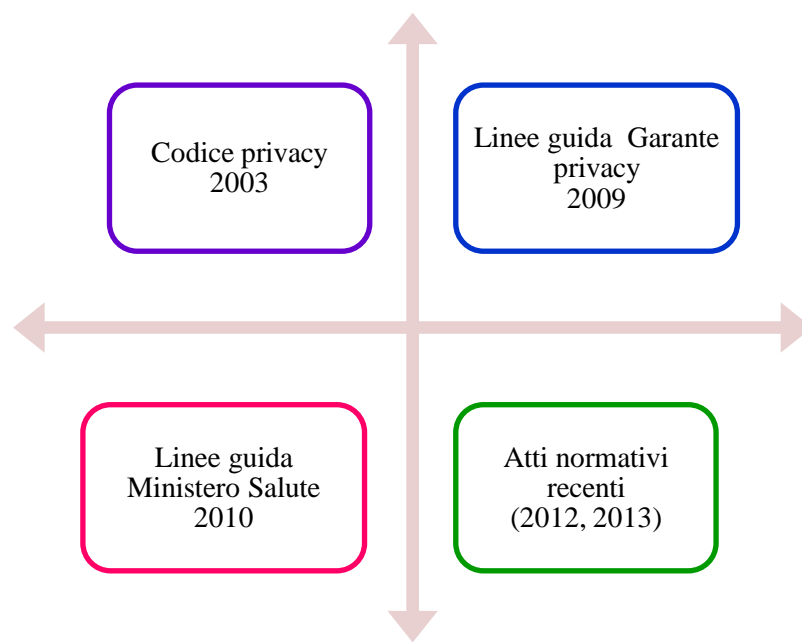 Codice privacy
2003
Linee guida Garante
privacy
2009
Linee guida
Ministero Salute
2010
Atti normativi
recenti
(2012, 2013)